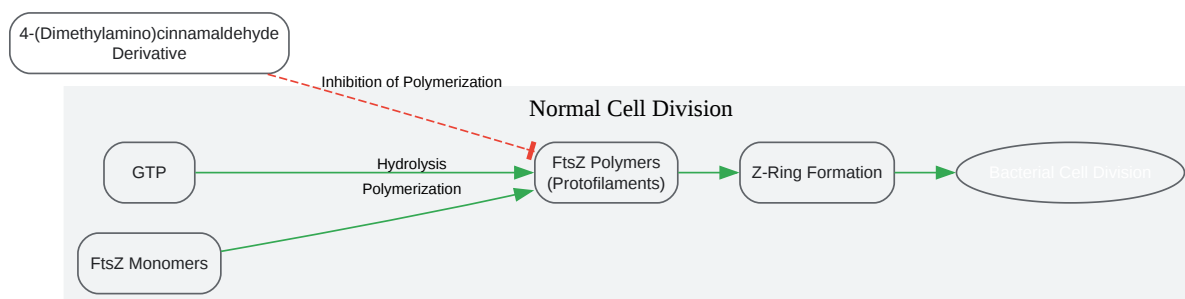 4-(Dimethylamino)cinnamaldehyde
Derivative
Inhibition of Polymerization
Normal Cell Division
GTP
Hydrolysis
Polymerization
FtsZ Polymers
(Protofilaments)
Z-Ring Formation
Bacterial Cell Division
FtsZ Monomers